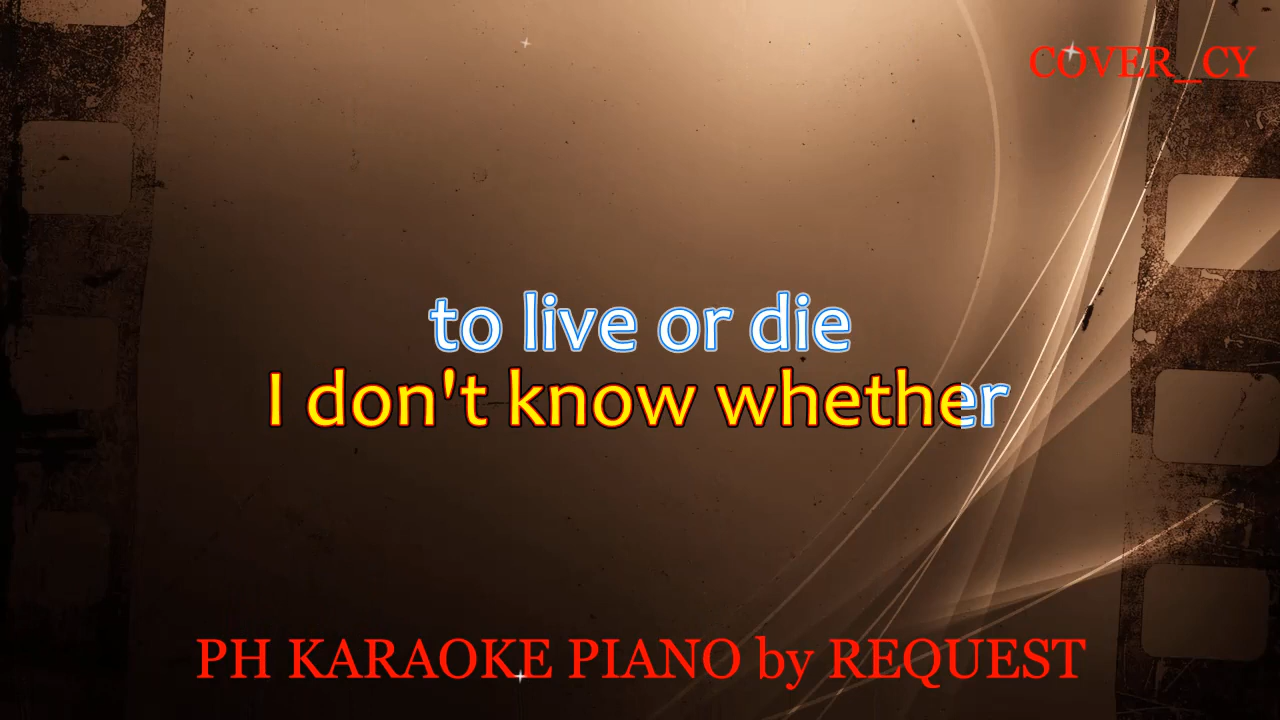 COVER_CY
to live or die
I don't know whether
PH KARAOKE PIANO by REQUEST